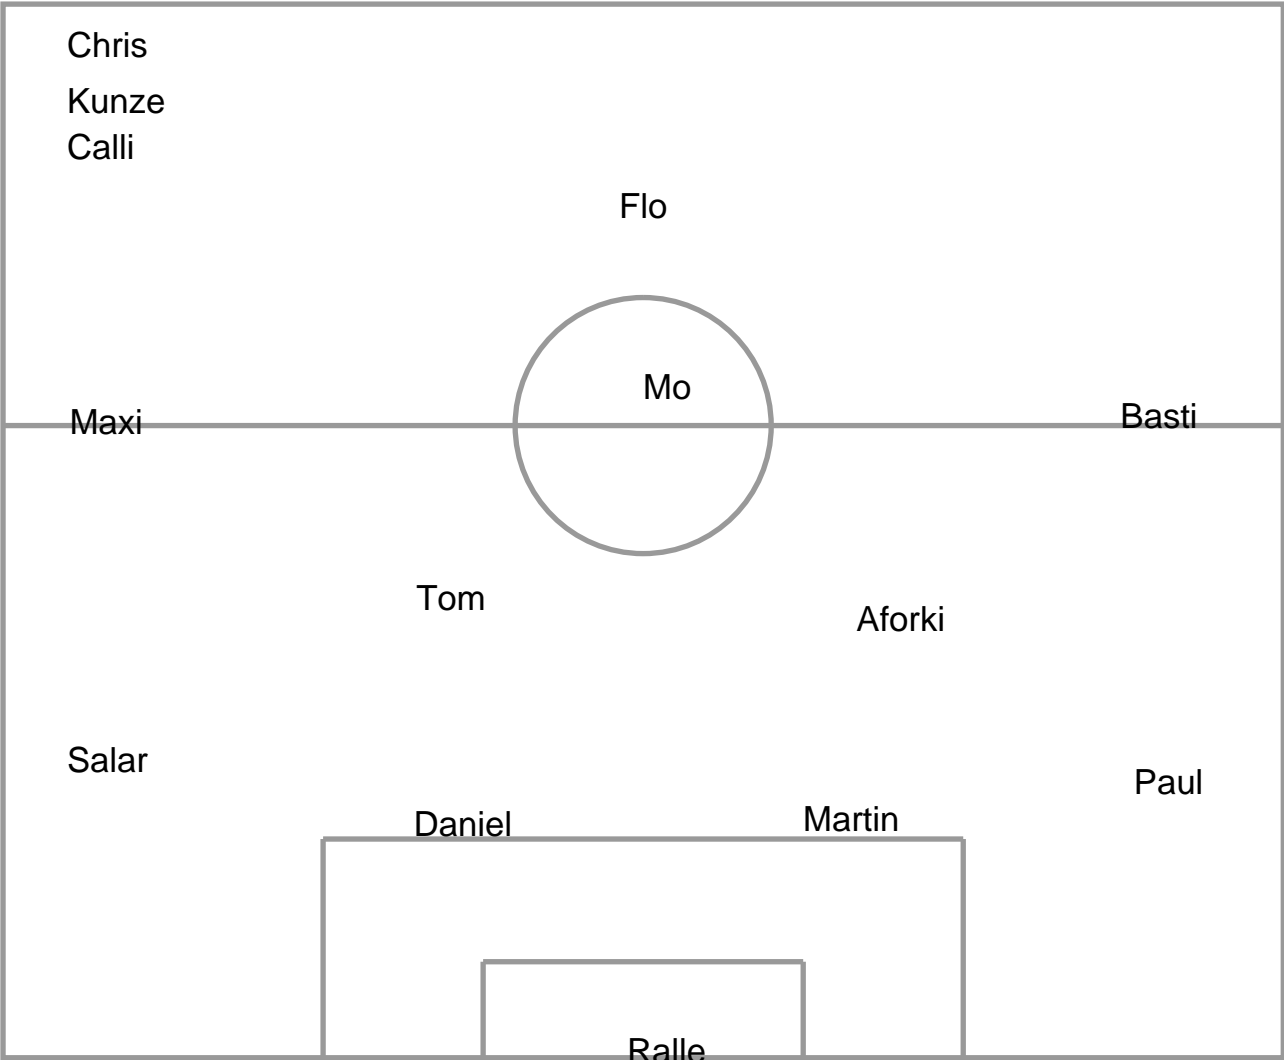 Chris
Kunze
Calli
Flo
Mo
Maxi
Basti
Tom
Aforki
Salar
Paul
Daniel
Martin
Ralle